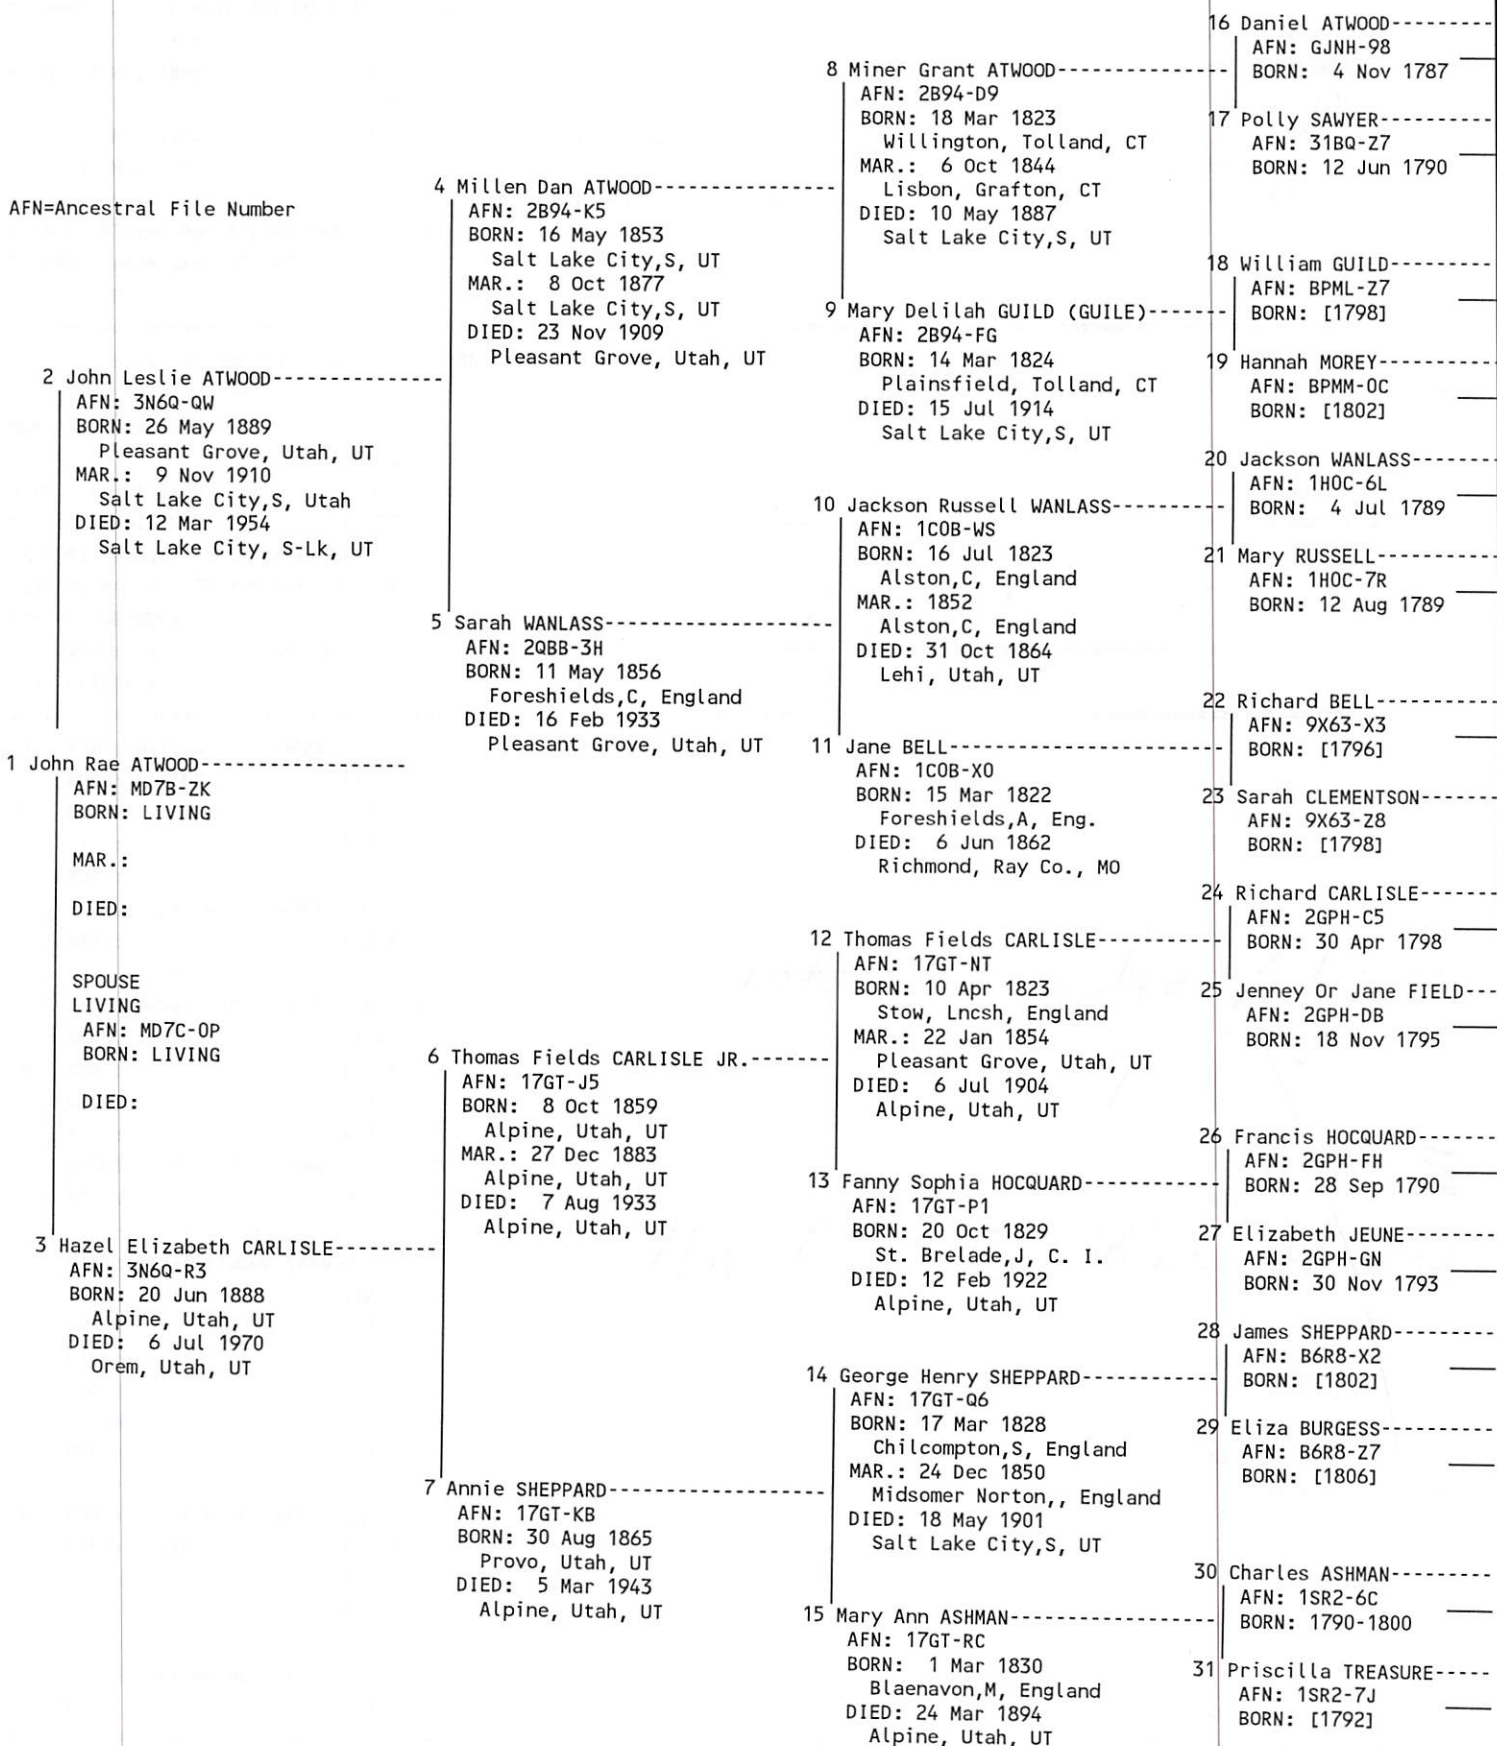 AFN=Ancestral File Number
1 John Rae ATWOOD-----------------
AFN: MD7B-ZK
BORN: LIVING
MAR.:
DIED:
SPOUSE
LIVING
AFN: MD7C-0P
BORN: LIVING
DIED:
2 John Leslie ATWOOD--------------
AFN: 3N6Q-QW
BORN: 26 May 1889
Pleasant Grove, Utah, UT
MAR.: 9 Nov 1910
Salt Lake City,S, Utah
DIED: 12 Mar 1954
Salt Lake City, S-Lk, UT
3 Hazel Elizabeth CARLISLE---------
AFN: 3N6Q-R3
BORN: 20 Jun 1888
Alpine, Utah, UT
DIED: 6 Jul 1970
Orem, Utah, UT
4 Millen Dan ATWOOD---------------
AFN: 2B94-K5
BORN: 16 May 1853
Salt Lake City,S, UT
MAR.: 8 Oct 1877
Salt Lake City,S, UT
DIED: 23 Nov 1909
Pleasant Grove, Utah, UT
5 Sarah WANLASS-------------------
AFN: 2QBB-3H
BORN: 11 May 1856
Foreshields,C, England
DIED: 16 Feb 1933
Pleasant Grove, Utah, UT
6 Thomas Fields CARLISLE JR.-------
AFN: 17GT-J5
BORN: 8 Oct 1859
Alpine, Utah, UT
MAR.: 27 Dec 1883
Alpine, Utah, UT
DIED: 7 Aug 1933
Alpine, Utah, UT
7 Annie SHEPPARD------------------
AFN: 17GT-KB
BORN: 30 Aug 1865
Provo, Utah, UT
DIED: 5 Mar 1943
Alpine, Utah, UT
8 Miner Grant ATWOOD--------------
AFN: 2B94-D9
BORN: 18 Mar 1823
Willington, Tolland, CT
MAR.: 6 Oct 1844
Lisbon, Grafton, CT
DIED: 10 May 1887
Salt Lake City,S, UT
9 Mary Delilah GUILD (GUILE)-------
AFN: 2B94-FG
BORN: 14 Mar 1824
Plainsfield, Tolland, CT
DIED: 15 Jul 1914
Salt Lake City,S, UT
10 Jackson Russell WANLASS----------
AFN: 1C0B-WS
BORN: 16 Jul 1823
Alston,C, England
MAR.: 1852
Alston,C, England
DIED: 31 Oct 1864
Lehi, Utah, UT
11 Jane BELL-----------------------
AFN: 1C0B-X0
BORN: 15 Mar 1822
Foreshields,A, Eng.
DIED: 6 Jun 1862
Richmond, Ray Co., MO
12 Thomas Fields CARLISLE-----------
AFN: 17GT-NT
BORN: 10 Apr 1823
Stow, Lncsh, England
MAR.: 22 Jan 1854
Pleasant Grove, Utah, UT
DIED: 6 Jul 1904
Alpine, Utah, UT
13 Fanny Sophia HOCQUARD-----------
AFN: 17GT-P1
BORN: 20 Oct 1829
St. Brelade,J, C. I.
DIED: 12 Feb 1922
Alpine, Utah, UT
14 George Henry SHEPPARD-----------
AFN: 17GT-Q6
BORN: 17 Mar 1828
Chilcompton,S, England
MAR.: 24 Dec 1850
Midsomer Norton,, England
DIED: 18 May 1901
Salt Lake City,S, UT
15 Mary Ann ASHMAN-----------------
AFN: 17GT-RC
BORN: 1 Mar 1830
Blaenavon,M, England
DIED: 24 Mar 1894
Alpine, Utah, UT
16 Daniel ATWOOD---------
AFN: GJNH-98
BORN: 4 Nov 1787
17 Polly SAWYER----------
AFN: 31BQ-Z7
BORN: 12 Jun 1790
18 William GUILD---------
AFN: BPML-Z7
BORN: [1798]
19 Hannah MOREY----------
AFN: BPMM-0C
BORN: [1802]
20 Jackson WANLASS-------
AFN: 1H0C-6L
BORN: 4 Jul 1789
21 Mary RUSSELL----------
AFN: 1H0C-7R
BORN: 12 Aug 1789
22 Richard BELL----------
AFN: 9X63-X3
BORN: [1796]
23 Sarah CLEMENTSON------
AFN: 9X63-Z8
BORN: [1798]
24 Richard CARLISLE------
AFN: 2GPH-C5
BORN: 30 Apr 1798
25 Jenney Or Jane FIELD---
AFN: 2GPH-DB
BORN: 18 Nov 1795
26 Francis HOCQUARD-------
AFN: 2GPH-FH
BORN: 28 Sep 1790
27 Elizabeth JEUNE-------
AFN: 2GPH-GN
BORN: 30 Nov 1793
28 James SHEPPARD---------
AFN: B6R8-X2
BORN: [1802]
29 Eliza BURGESS---------
AFN: B6R8-Z7
BORN: [1806]
30 Charles ASHMAN---------
AFN: 1SR2-6C
BORN: 1790-1800
31 Priscilla TREASURE-----
AFN: 1SR2-7J
BORN: [1792]